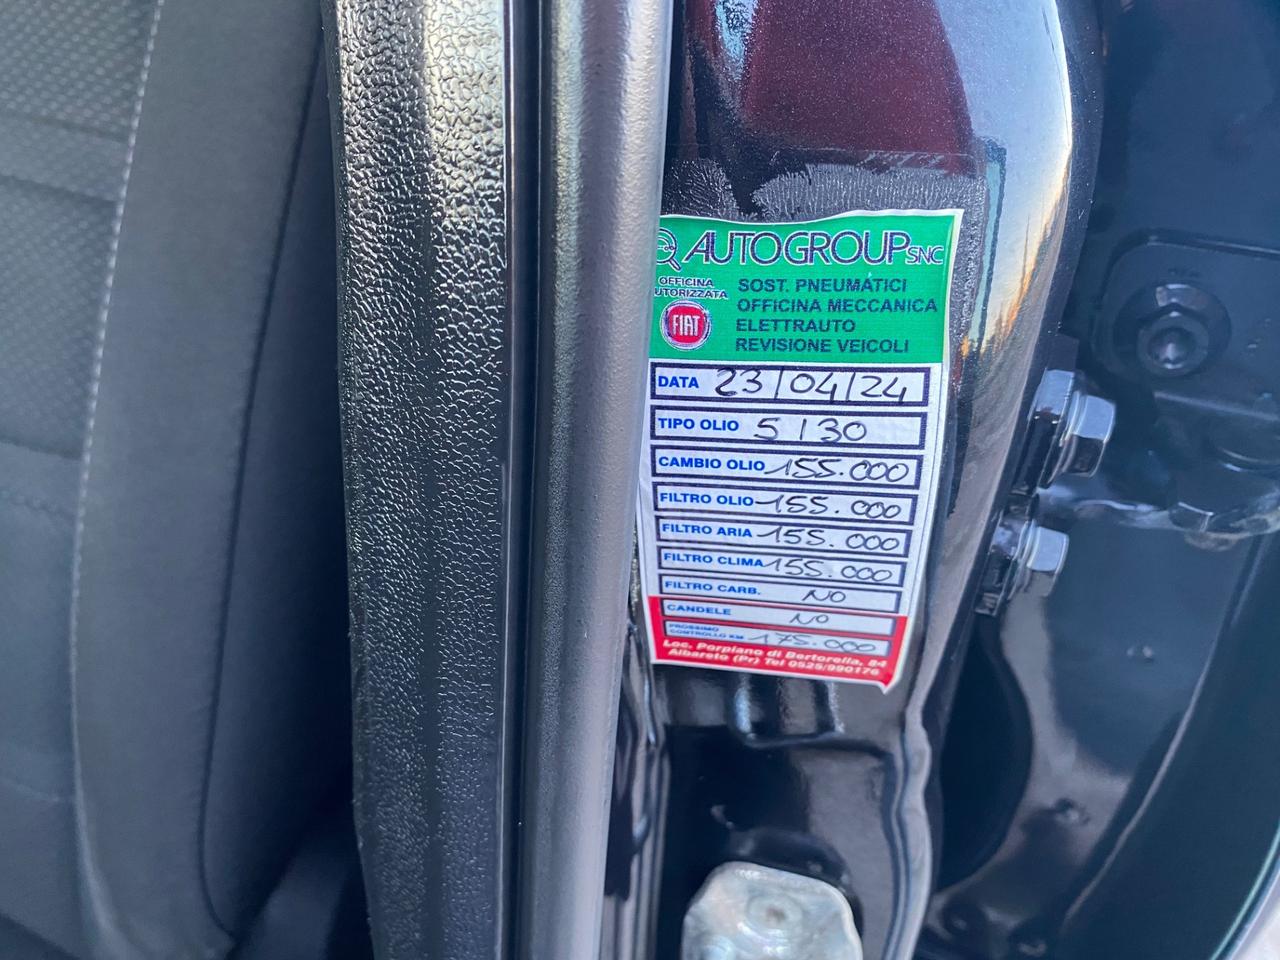 AUTOGROUP SNC
OFFICINA
AUTORIZZATA
FIAT
SOST. PNEUMATICI
OFFICINA MECCANICA
ELETTRAUTO
REVISIONE VEICOLI
DATA 23/04/24
TIPO OLIO 5/30
CAMBIO OLIO 155.000
FILTRO OLIO 155.000
FILTRO ARIA 155.000
FILTRO CLIMA 155.000
FILTRO CARB. NO
CANDELE NO
PROSSIMO
CONTROLLO KM 175.000
Loc. Porpiano di Bertorella, 84
Albareto (Pr) Tel 0525/990176